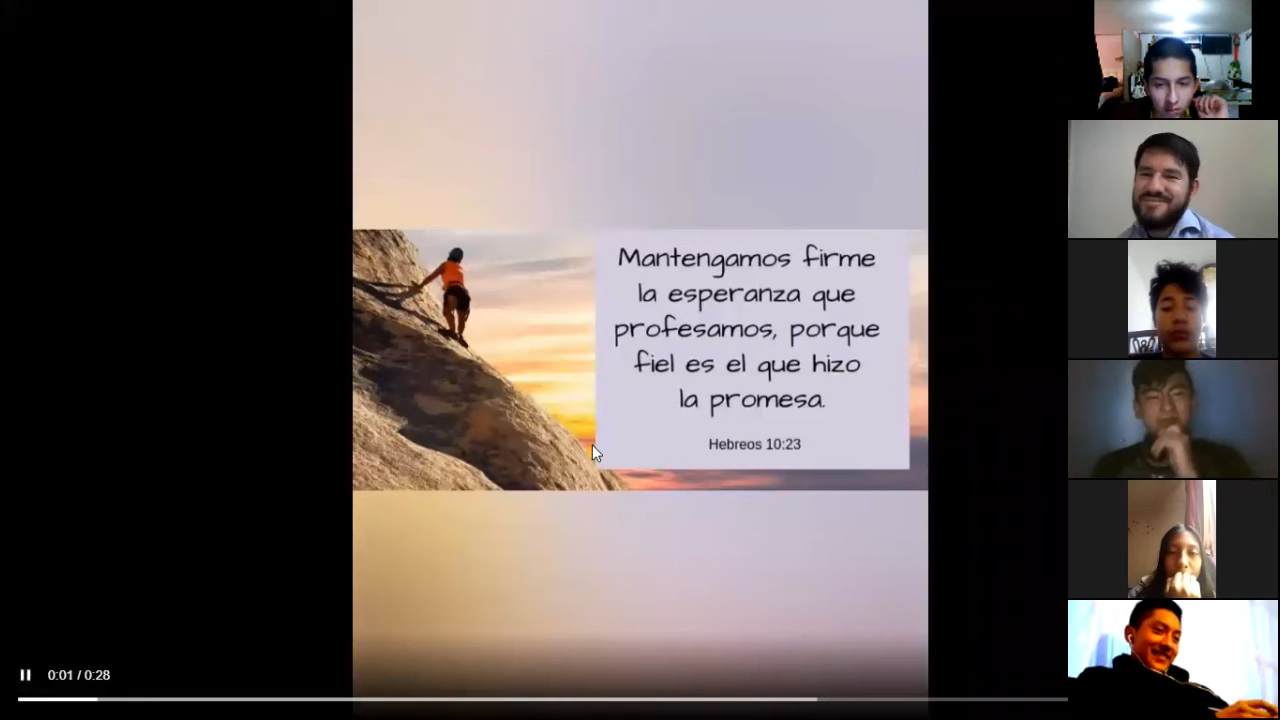 Mantengamos firme
la esperanza que
profesamos, porque
fiel es el que hizo
la promesa.
Hebreos 10:23
0:01 / 0:28